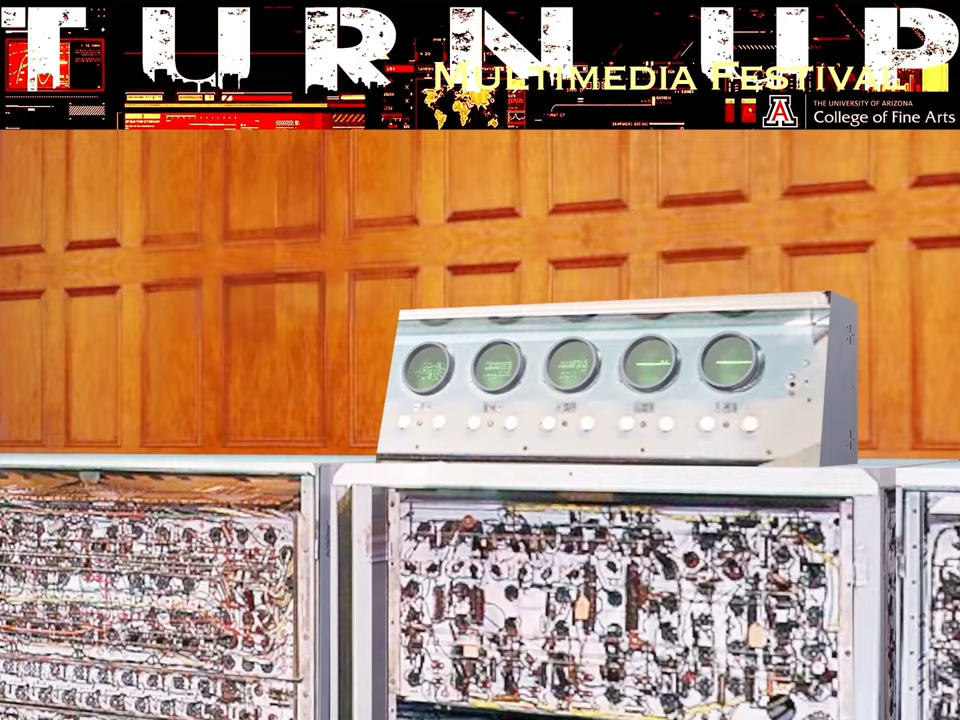 TURN UP
MULTIMEDIA FESTIVAL
A
THE UNIVERSITY OF ARIZONA
College of Fine Arts